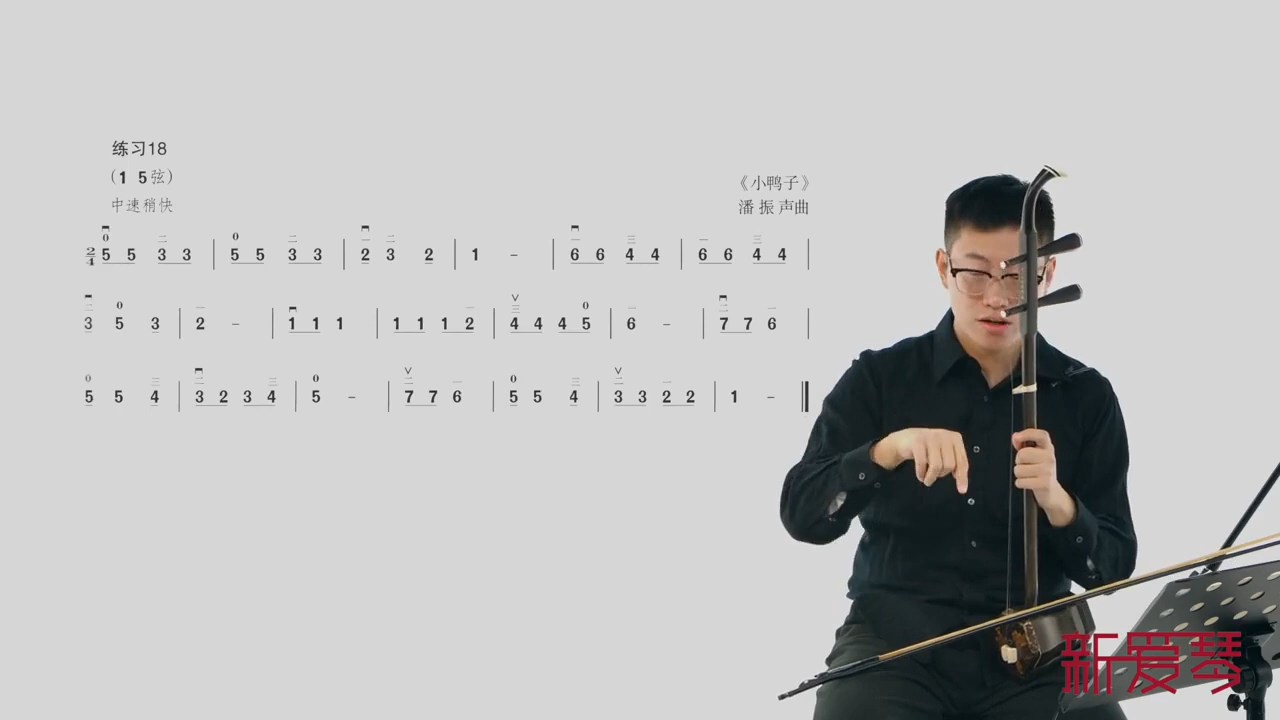 练习18
（1 5弦）
中速稍快
《小鸭子》
潘振声曲
2/4 5 5 3 3 | 5 5 3 3 | 2 3 2 | 1 – | 6 6 4 4 | 6 6 4 4 |
3 5 3 | 2 – | 1 1 1 | 1 1 1 2 | 4 4 4 5 | 6 – | 7 7 6 |
5 5 4 | 3 2 3 4 | 5 – | 7 7 6 | 5 5 4 | 3 3 2 2 | 1 – ‖
新爱琴